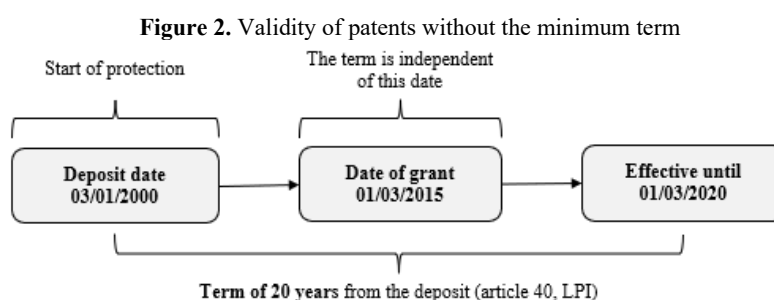 Figure 2. Validity of patents without the minimum term
Start of protection
The term is independent
of this date
Deposit date
03/01/2000
Date of grant
01/03/2015
Effective until
01/03/2020
Term of 20 years from the deposit (article 40, LPI)